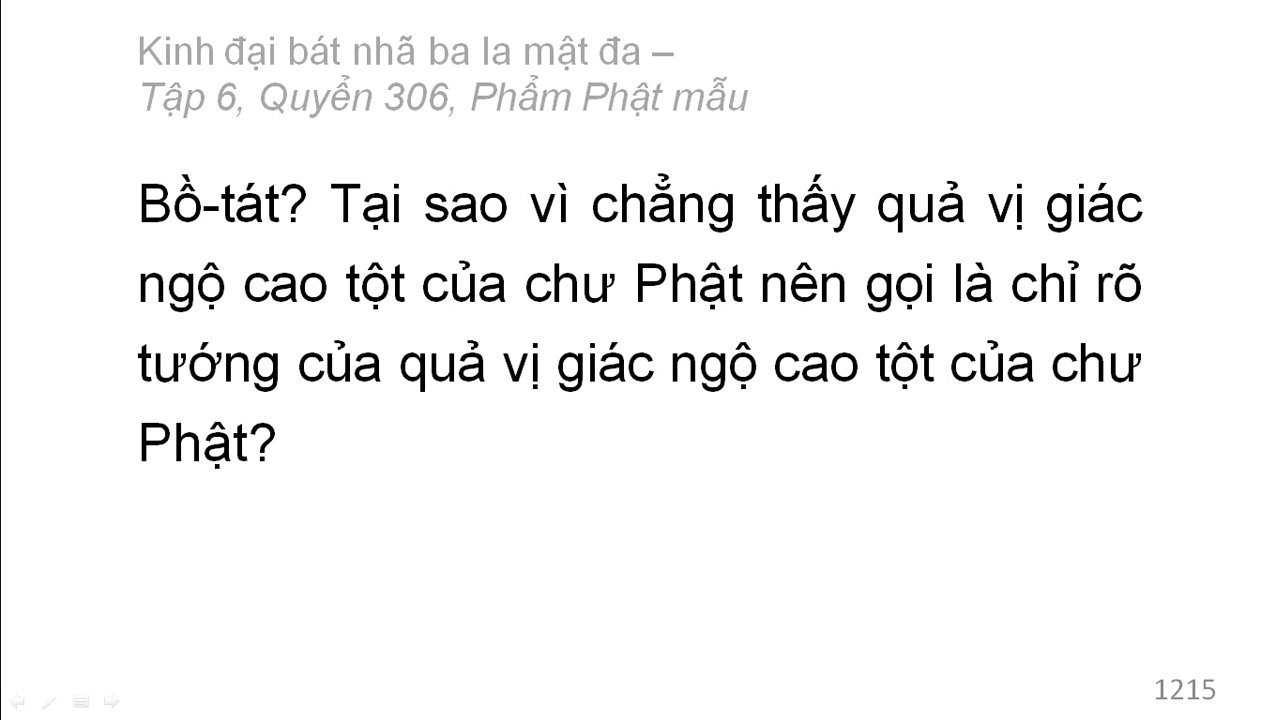 Kinh đại bát nhã ba la mật đa –
Tập 6, Quyển 306, Phẩm Phật mẫu
Bồ-tát? Tại sao vì chẳng thấy quả vị giác
ngộ cao tột của chư Phật nên gọi là chỉ rõ
tướng của quả vị giác ngộ cao tột của chư
Phật?
1215